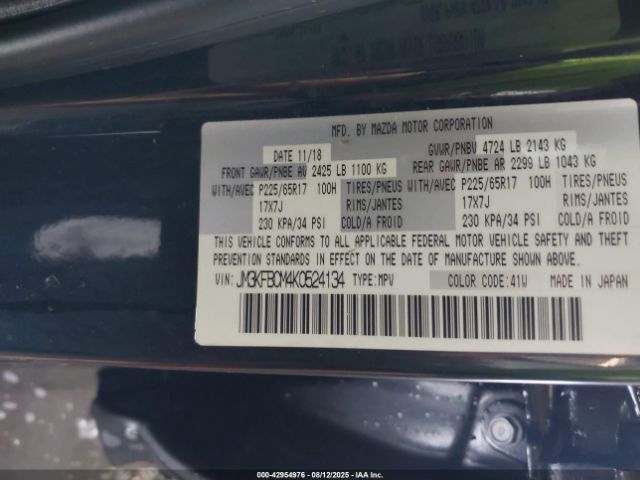 MFD. BY MAZDA MOTOR CORPORATION
DATE 11/18 GVWR/PNBV 4724 LB 2143 KG
FRONT GAWR/PNBE AV 2425 LB 1100 KG REAR GAWR/PNBE AR 2299 LB 1043 KG
WITH/AVEC P225/65R17 100H TIRES/PNEUS WITH/AVEC P225/65R17 100H TIRES/PNEUS
17X7J RIMS/JANTES 17X7J RIMS/JANTES
230 KPA/34 PSI COLD/A FROID 230 KPA/34 PSI COLD/A FROID
THIS VEHICLE CONFORMS TO ALL APPLICABLE FEDERAL MOTOR VEHICLE SAFETY AND THEFT
PREVENTION STANDARDS IN EFFECT ON THE DATE OF MANUFACTURE SHOWN ABOVE.
VIN: JM3KFBCM4K0524134 TYPE:MPV COLOR CODE:41W MADE IN JAPAN
000-42954976 - 08/12/2025 - IAAI.com